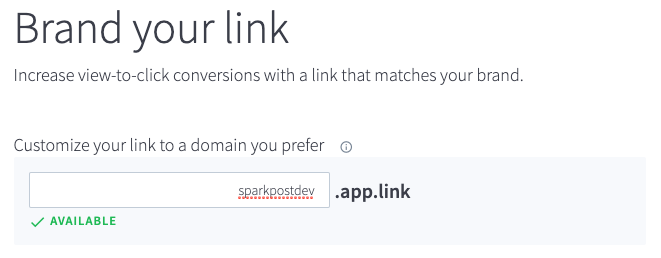 Brand your link
Increase view-to-click conversions with a link that matches your brand.
Customize your link to a domain you prefer
sparkpostdev .app.link
AVAILABLE